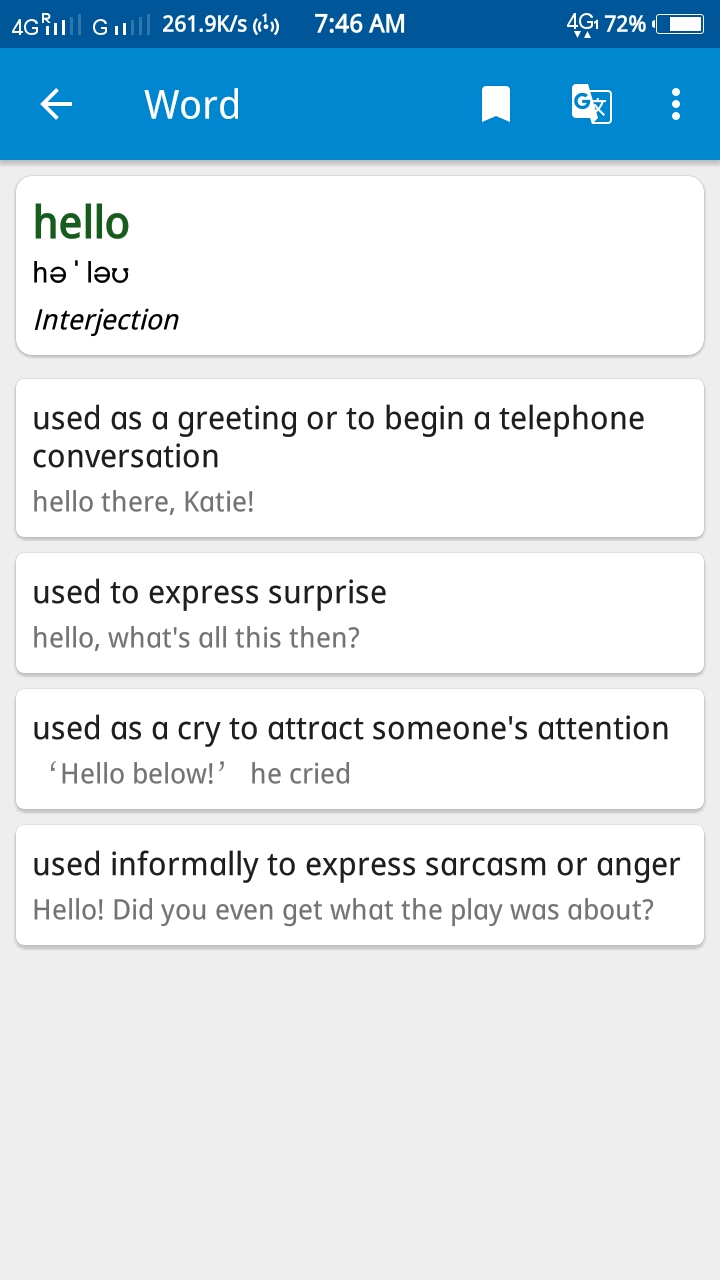 4G R G 261.9K/s 7:46 AM 4G1 72%
Word
hello
həˈləʊ
Interjection
used as a greeting or to begin a telephone
conversation
hello there, Katie!
used to express surprise
hello, what's all this then?
used as a cry to attract someone's attention
‘Hello below!’ he cried
used informally to express sarcasm or anger
Hello! Did you even get what the play was about?